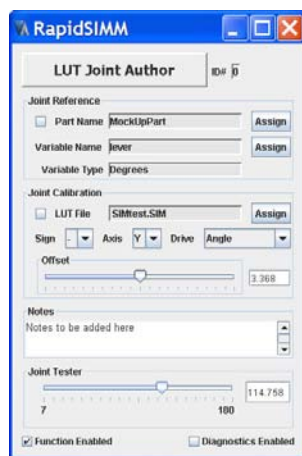 RapidSIMM
LUT Joint Author ID# 0
Joint Reference
Part Name MockUpPart Assign
Variable Name lever Assign
Variable Type Degrees
Joint Calibration
LUT File SIMtest.SIM Assign
Sign - Axis Y Drive Angle
Offset
3.368
Notes
Notes to be added here
Joint Tester
114.758
7 180
Function Enabled Diagnostics Enabled